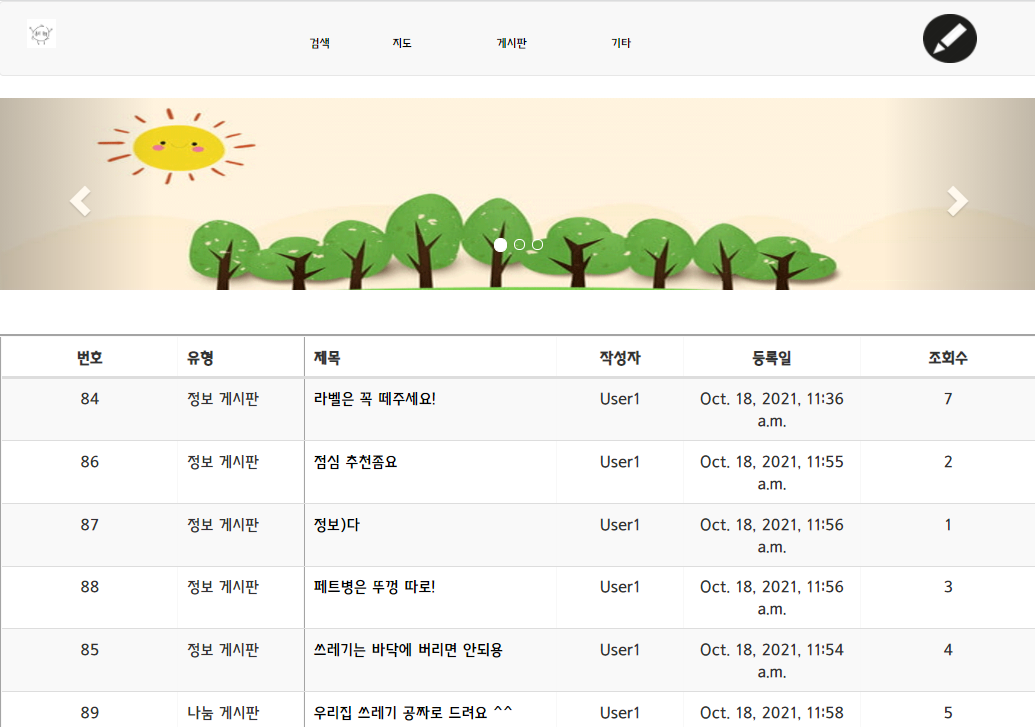 검색 지도 게시판 기타
번호 유형 제목 작성자 등록일 조회수
84 정보 게시판 라벨은 꼭 떼주세요! User1 Oct. 18, 2021, 11:36 7
a.m.
86 정보 게시판 점심 추천좀요 User1 Oct. 18, 2021, 11:55 2
a.m.
87 정보 게시판 정보)다 User1 Oct. 18, 2021, 11:56 1
a.m.
88 정보 게시판 페트병은 뚜껑 따로! User1 Oct. 18, 2021, 11:56 3
a.m.
85 정보 게시판 쓰레기는 바닥에 버리면 안되용 User1 Oct. 18, 2021, 11:54 4
a.m.
89 나눔 게시판 우리집 쓰레기 공짜로 드려요 ^^ User1 Oct. 18, 2021, 11:58 5